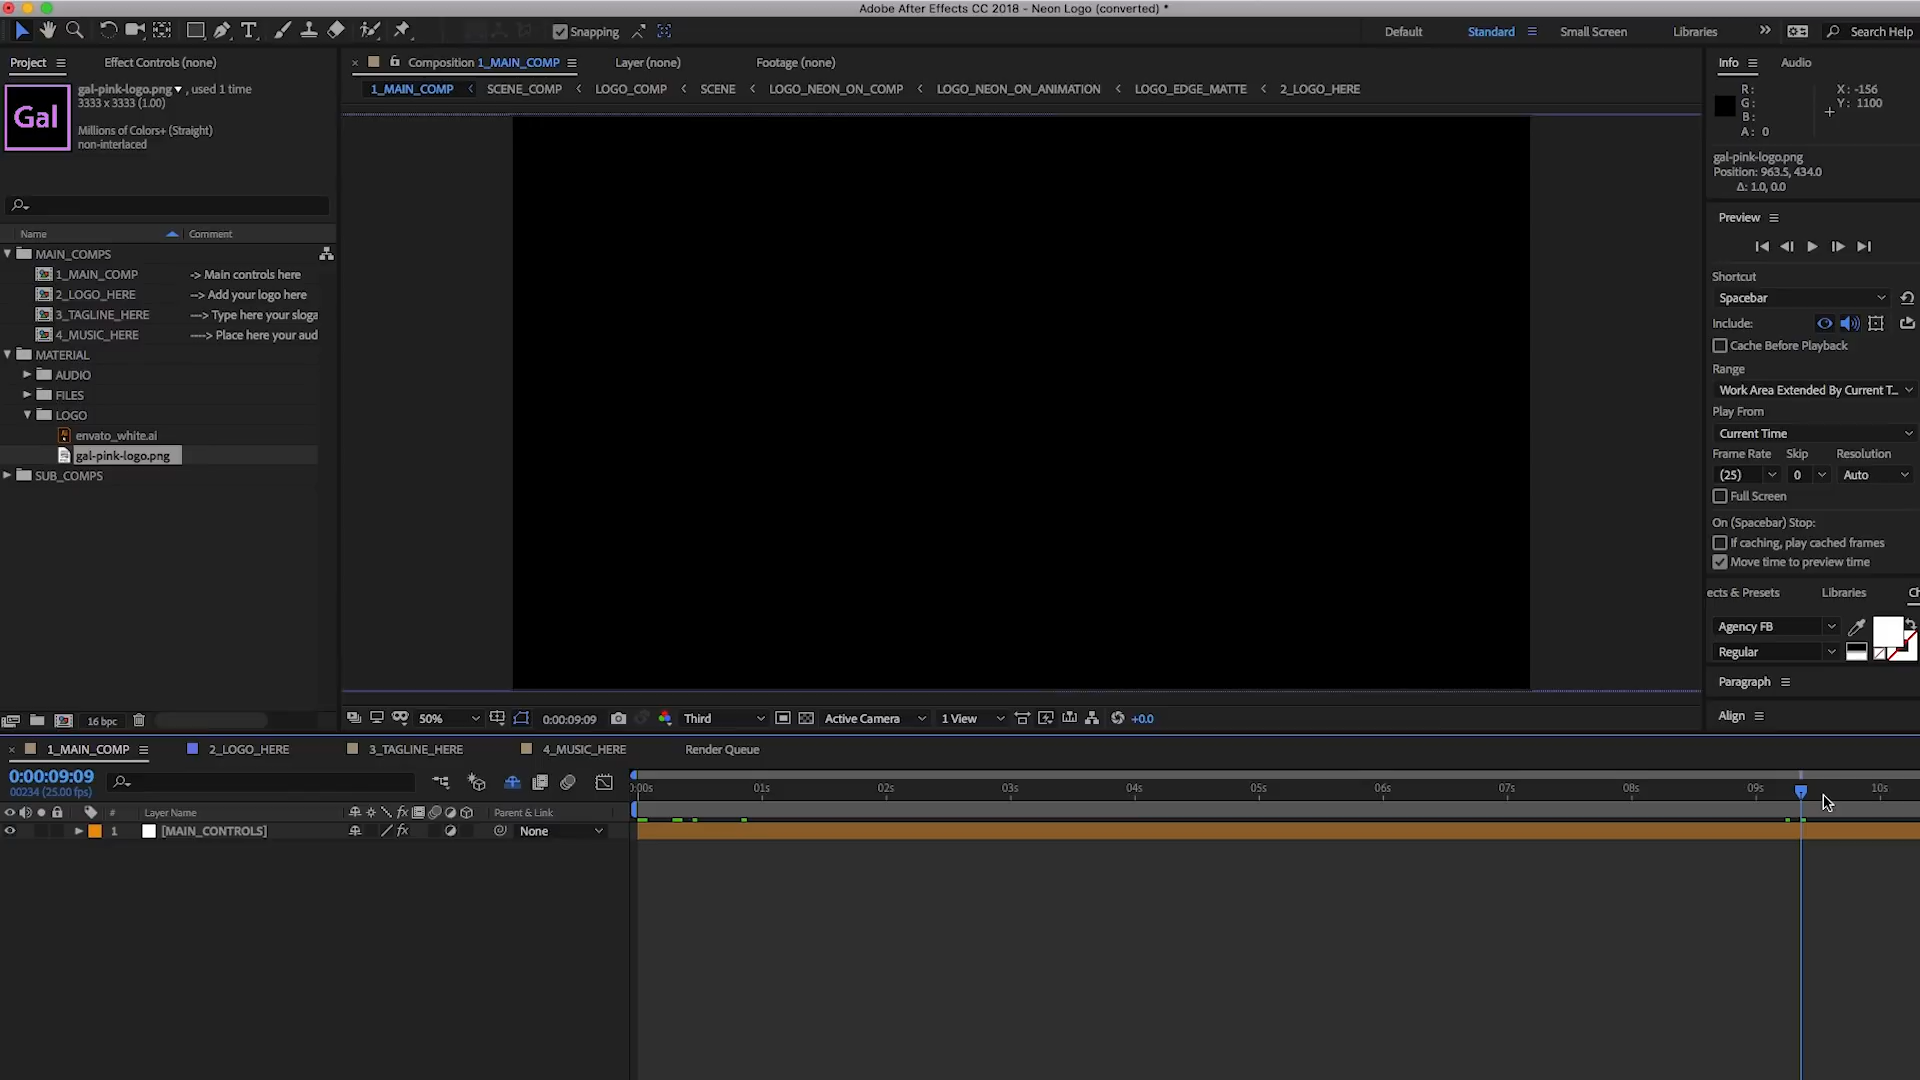 Adobe After Effects CC 2018 - Neon Logo (converted) *
Snapping
Default
Standard
Small Screen
Libraries
Search Help
Project
Effect Controls (none)
Composition 1_MAIN_COMP
Layer (none)
Footage (none)
Info
Audio
Gal
gal-pink-logo.png , used 1 time
3333 x 3333 (1.00)
Millions of Colors+ (Straight)
non-interlaced
1_MAIN_COMP
SCENE_COMP
LOGO_COMP
SCENE
LOGO_NEON_ON_COMP
LOGO_NEON_ON_ANIMATION
LOGO_EDGE_MATTE
2_LOGO_HERE
R:
G:
B:
A: 0
X: -156
Y: 1100
gal-pink-logo.png
Position: 963.5, 434.0
Δ: 1.0, 0.0
Name
Comment
MAIN_COMPS
1_MAIN_COMP -> Main controls here
2_LOGO_HERE --> Add your logo here
3_TAGLINE_HERE ---> Type here your sloga
4_MUSIC_HERE ----> Place here your aud
MATERIAL
AUDIO
FILES
LOGO
envato_white.ai
gal-pink-logo.png
SUB_COMPS
Preview
Shortcut
Spacebar
Include:
Cache Before Playback
Range
Work Area Extended By Current T...
Play From
Current Time
Frame Rate Skip Resolution
(25) 0 Auto
Full Screen
On (Spacebar) Stop:
If caching, play cached frames
Move time to preview time
ects & Presets
Libraries
Ch
Agency FB
Regular
Paragraph
Align
16 bpc
50%
0:00:09:09
Third
Active Camera
1 View
+0.0
1_MAIN_COMP
2_LOGO_HERE
3_TAGLINE_HERE
4_MUSIC_HERE
Render Queue
0:00:09:09
00234 (25.00 fps)
:00s 01s 02s 03s 04s 05s 06s 07s 08s 09s 10s
# Layer Name
Parent & Link
1 [MAIN_CONTROLS]
None